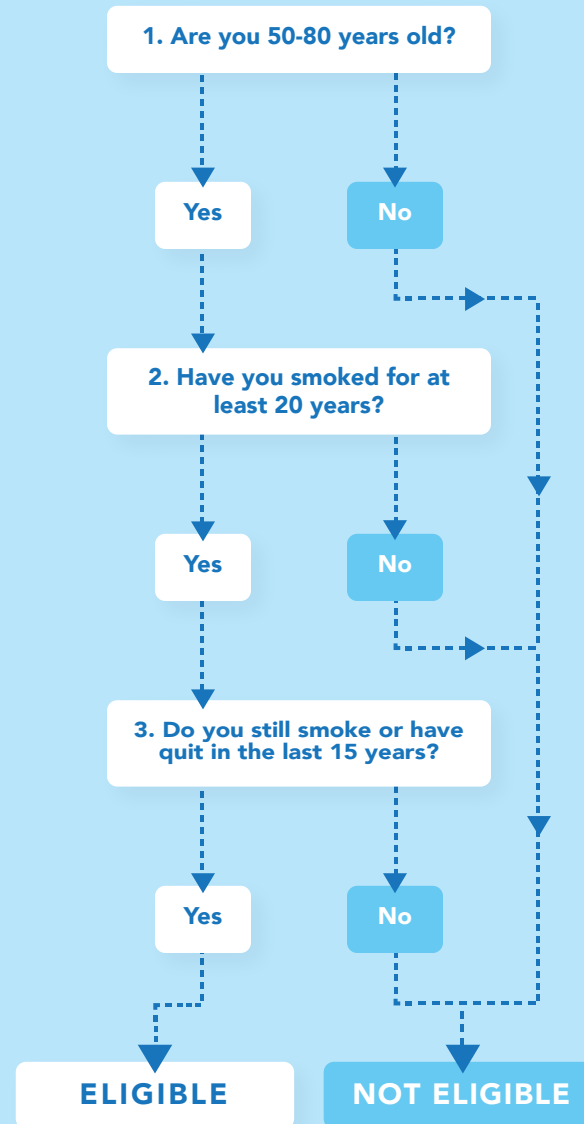 1. Are you 50-80 years old?
Yes
No
2. Have you smoked for at
least 20 years?
Yes
No
3. Do you still smoke or have
quit in the last 15 years?
Yes
No
ELIGIBLE
NOT ELIGIBLE